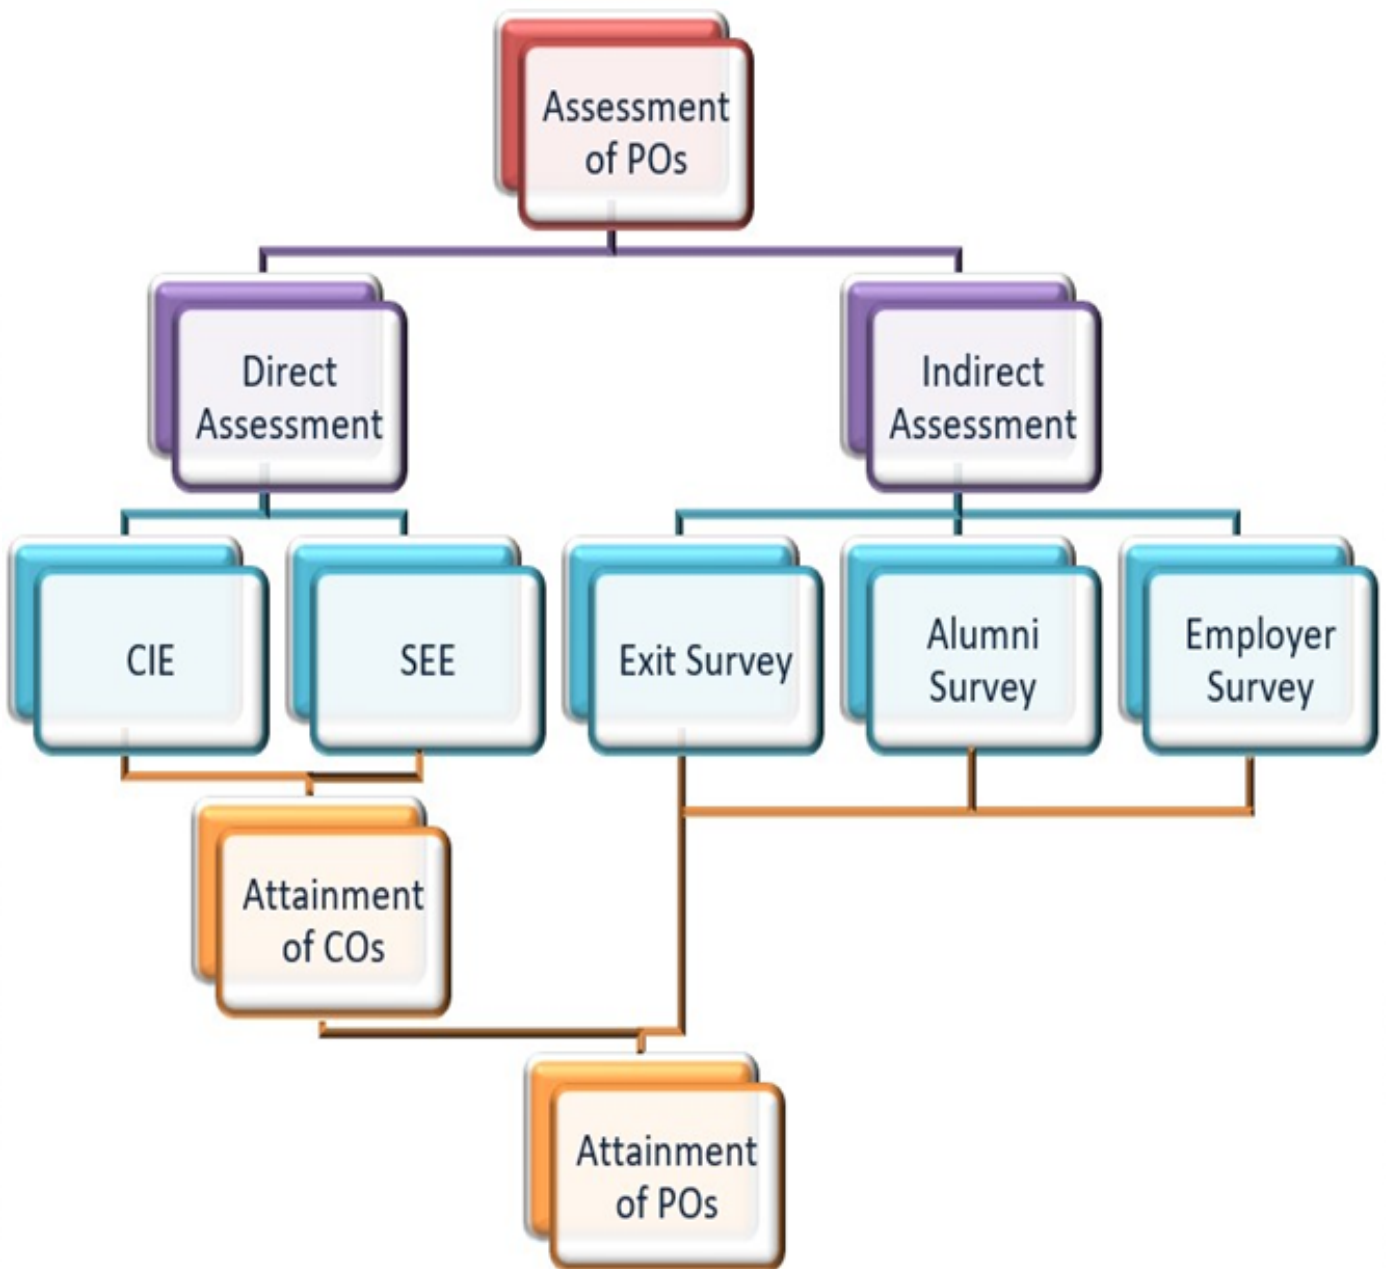 Assessment
of POs
Direct
Assessment
Indirect
Assessment
CIE
SEE
Exit Survey
Alumni
Survey
Employer
Survey
Attainment
of COs
Attainment
of POs